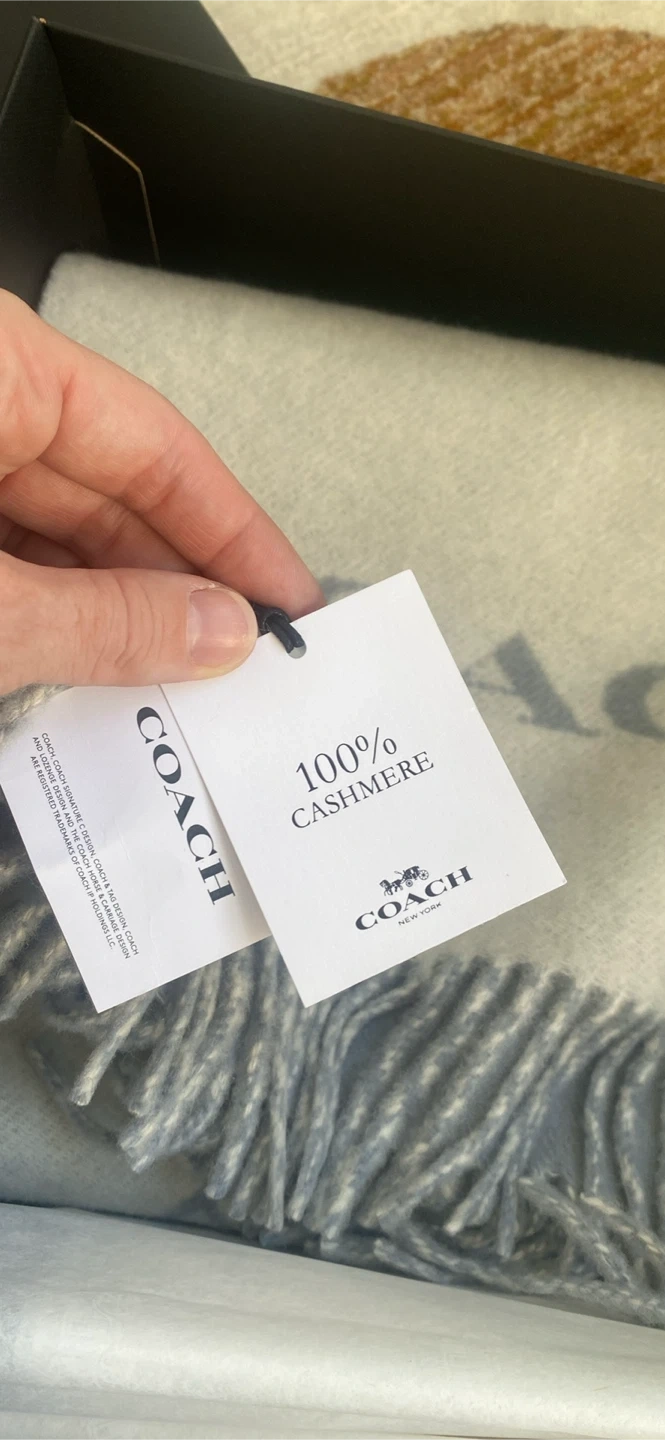 100%
CASHMERE
COACH
NEW YORK
COACH
COACH, COACH SIGNATURE C DESIGN, COACH & TAG DESIGN, COACH
AND LOZENGE DESIGN AND THE COACH HORSE & CARRIAGE DESIGN
ARE REGISTERED TRADEMARKS OF COACH IP HOLDINGS LLC.
AC